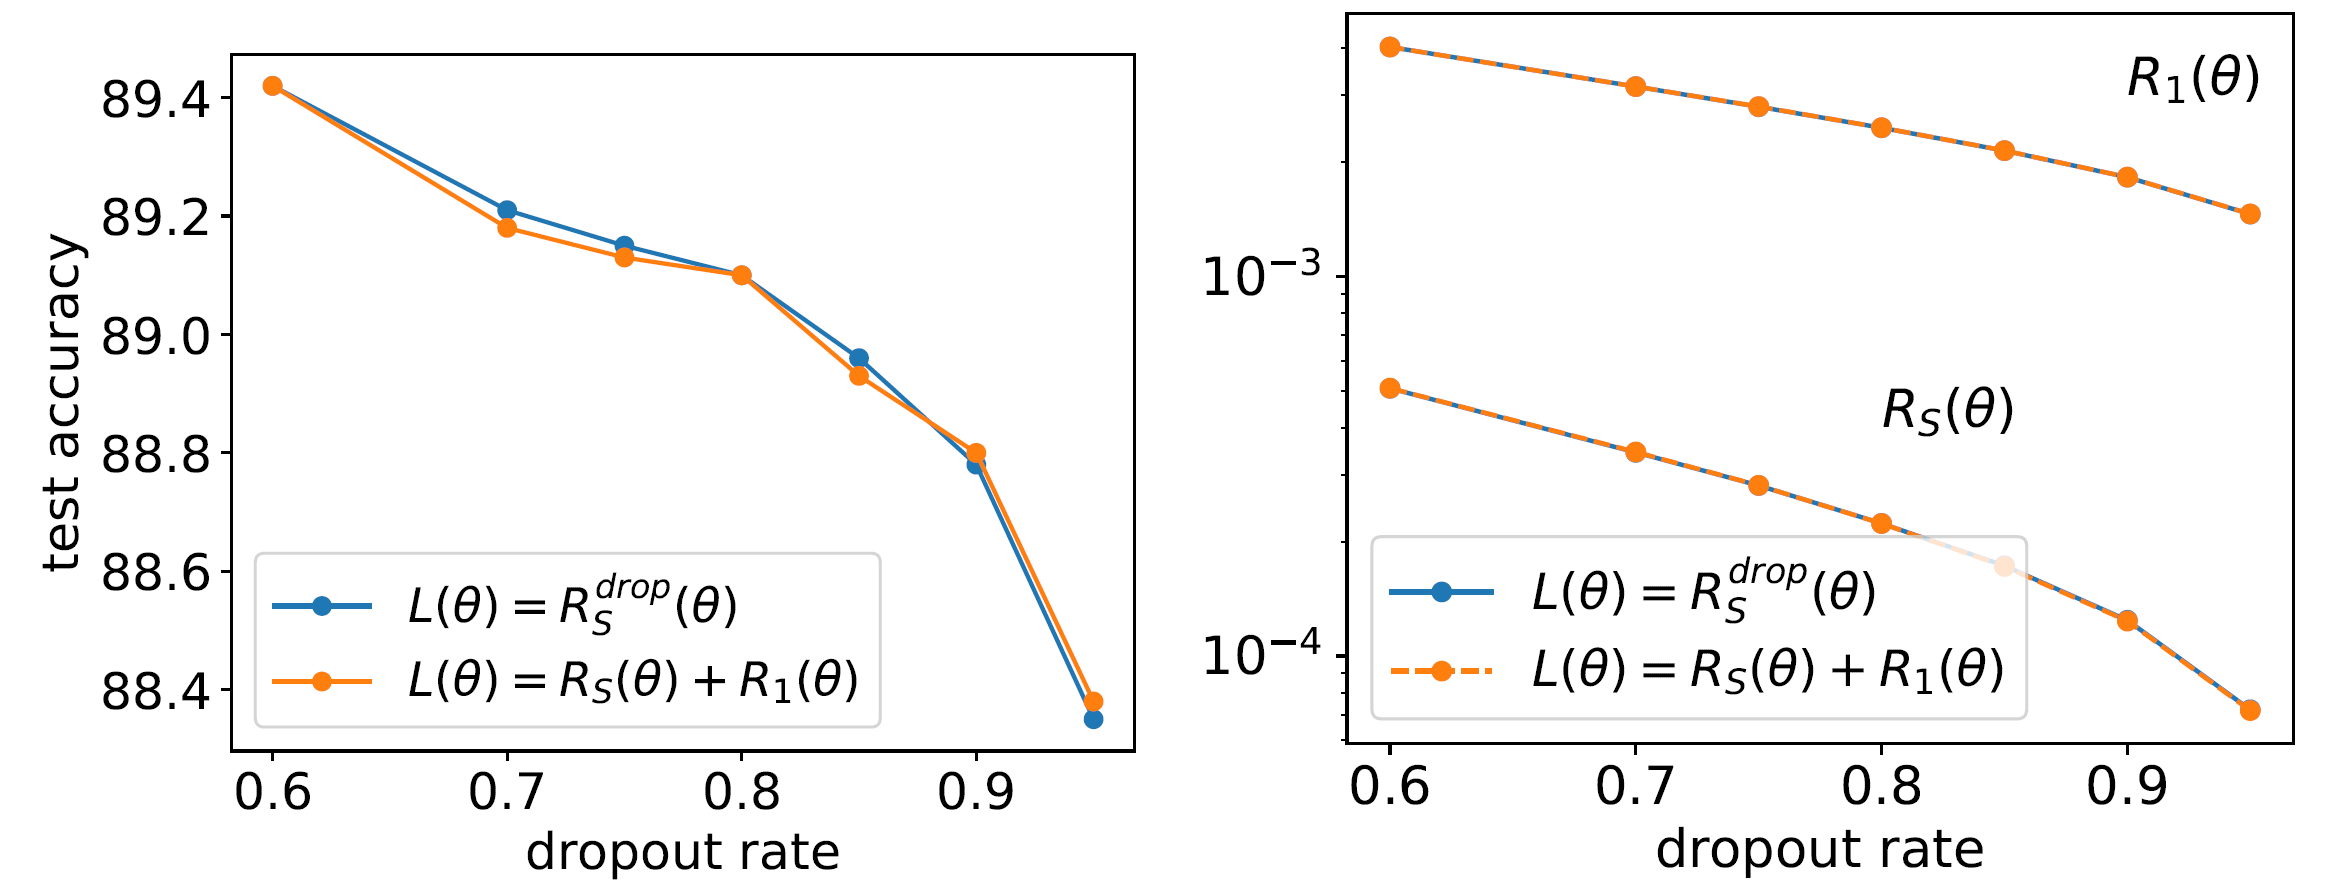 89.4
89.2
89.0
88.8
88.6
88.4
test accuracy
0.6 0.7 0.8 0.9
dropout rate
L(θ) = R_S^{drop}(θ)
L(θ) = R_S(θ) + R_1(θ)
10⁻³
10⁻⁴
R_1(θ)
R_S(θ)
L(θ) = R_S^{drop}(θ)
L(θ) = R_S(θ) + R_1(θ)
0.6 0.7 0.8 0.9
dropout rate